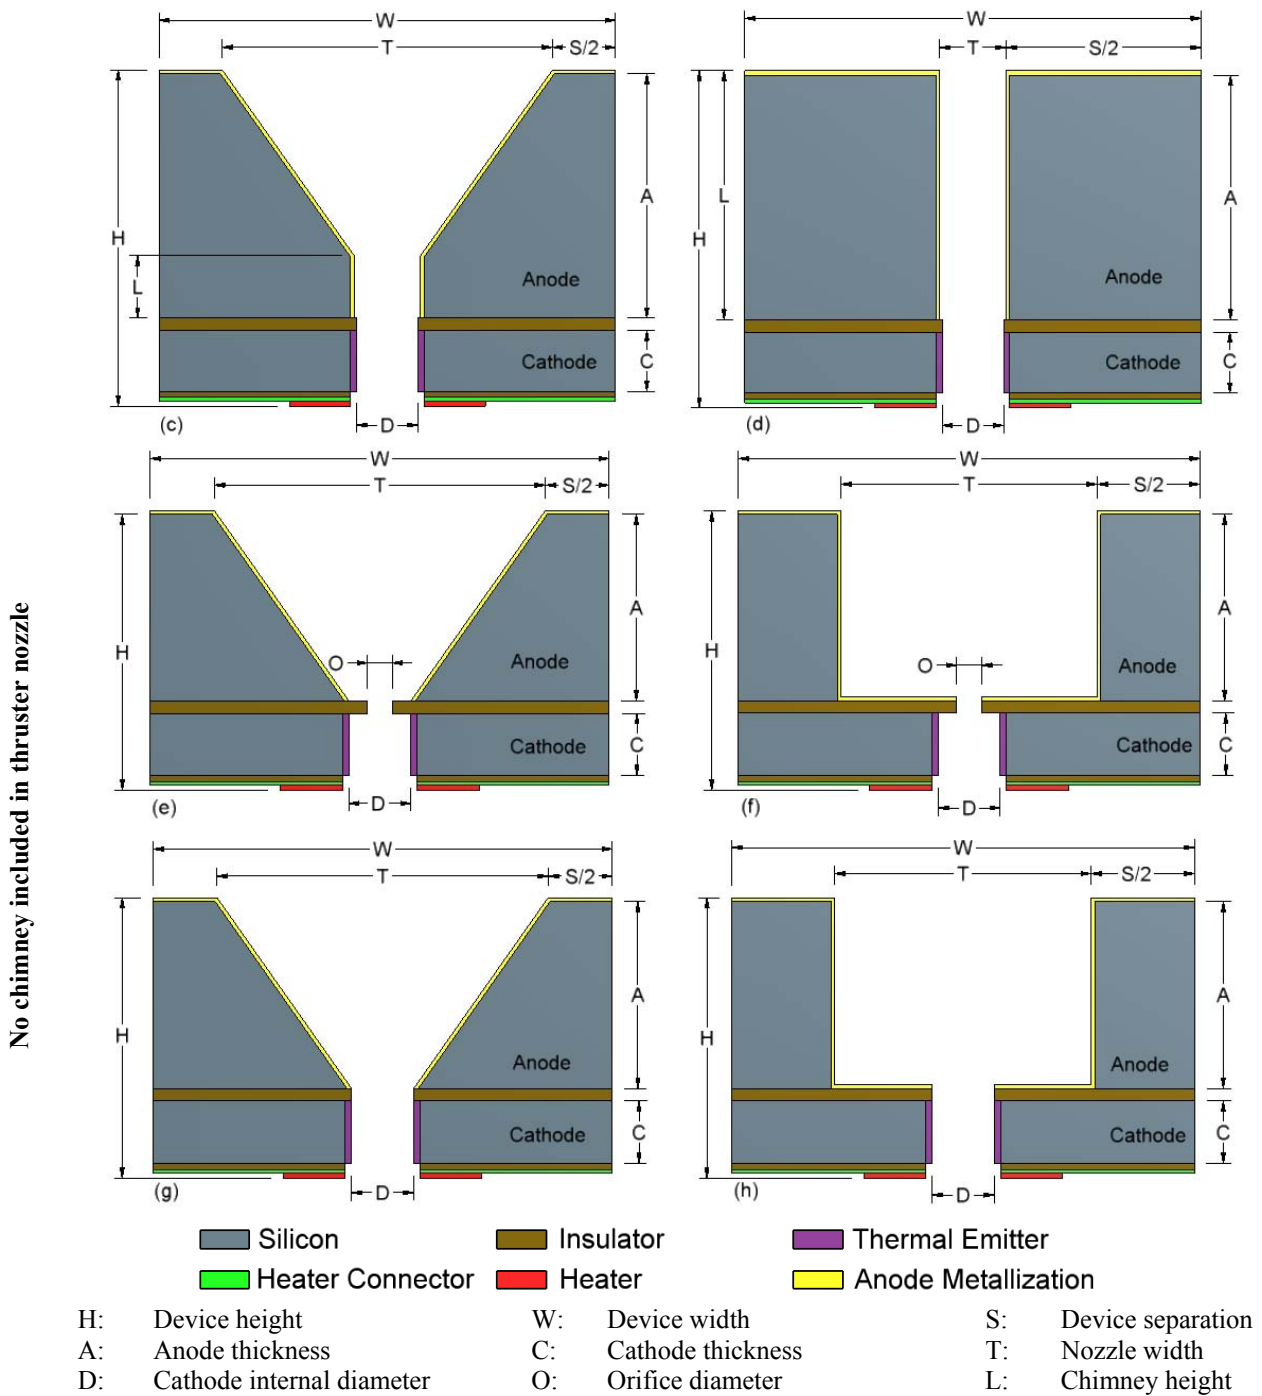 W
T
S/2
H
L
A
Anode
Cathode
C
D
(c)
W
T
S/2
H
L
A
Anode
Cathode
C
D
(d)
No chimney included in thruster nozzle
W
T
S/2
H
O
A
Anode
Cathode
C
D
(e)
W
T
S/2
H
O
A
Anode
Cathode
C
D
(f)
W
T
S/2
H
A
Anode
Cathode
C
D
(g)
W
T
S/2
H
A
Anode
Cathode
C
D
(h)
Silicon Insulator Thermal Emitter
Heater Connector Heater Anode Metallization
H: Device height W: Device width S: Device separation
A: Anode thickness C: Cathode thickness T: Nozzle width
D: Cathode internal diameter O: Orifice diameter L: Chimney height